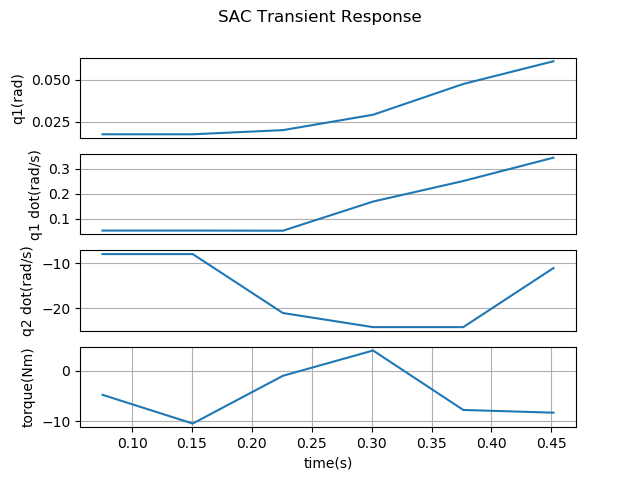 SAC Transient Response
0.050
0.025
q1(rad)
0.3
0.2
0.1
q1 dot(rad/s)
−10
−20
q2 dot(rad/s)
0
−10
torque(Nm)
0.10 0.15 0.20 0.25 0.30 0.35 0.40 0.45
time(s)